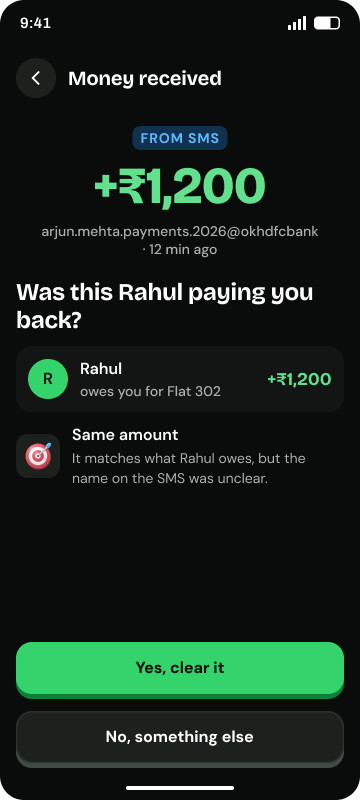 9:41
Money received
FROM SMS
+₹1,200
arjun.mehta.payments.2026@okhdfcbank
· 12 min ago
Was this Rahul paying you
back?
R
Rahul
owes you for Flat 302
+₹1,200
Same amount
It matches what Rahul owes, but the
name on the SMS was unclear.
Yes, clear it
No, something else